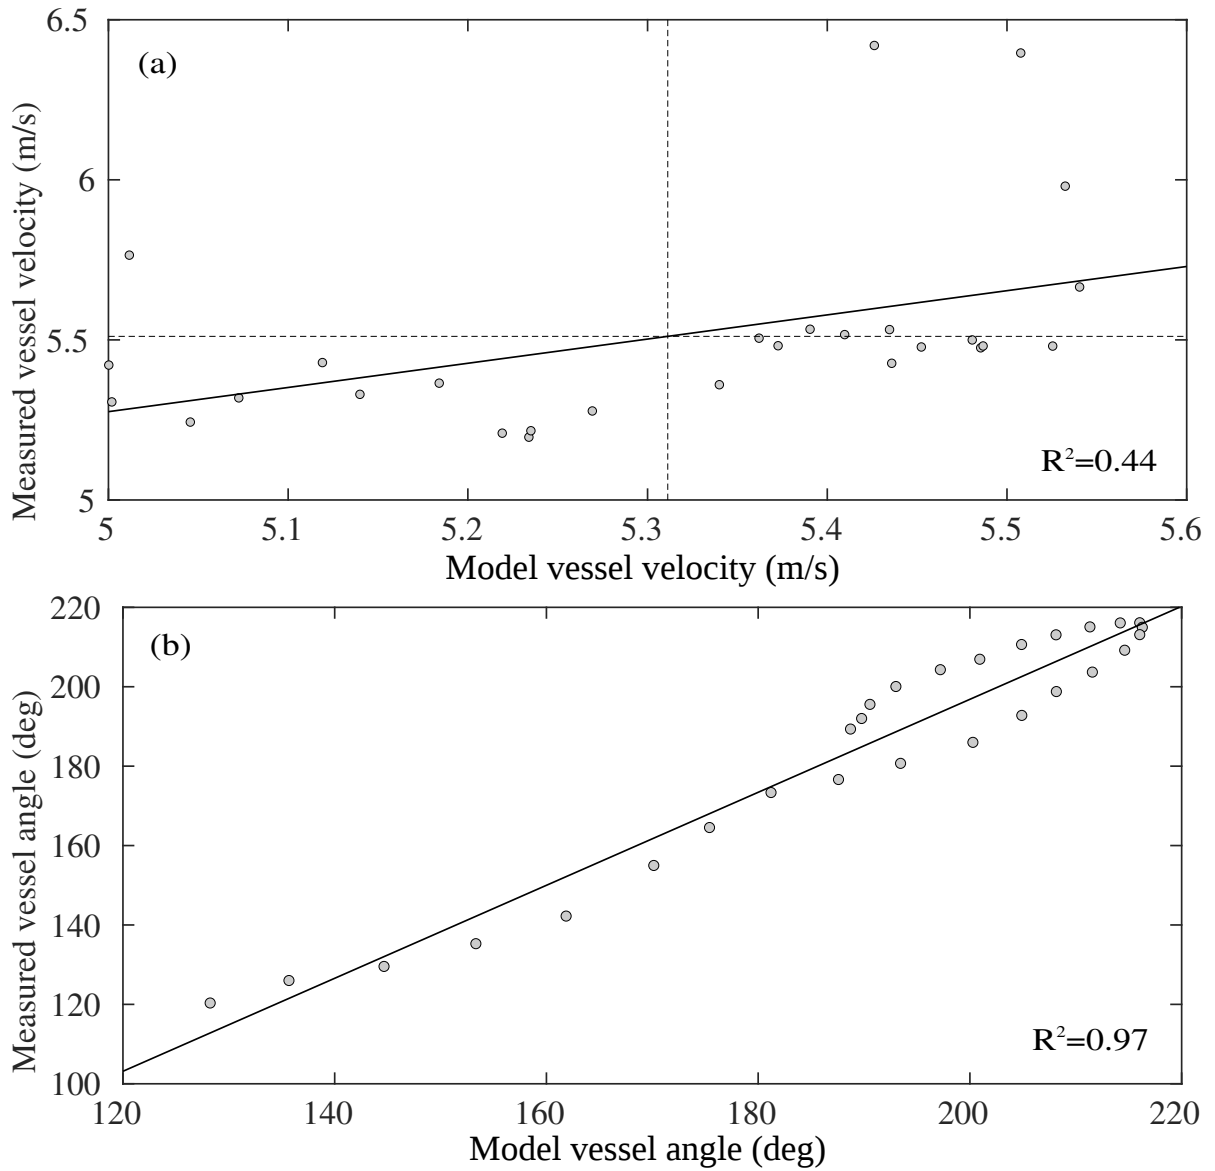 (a)
Measured vessel velocity (m/s)
6.5
6
5.5
5
R²=0.44
5 5.1 5.2 5.3 5.4 5.5 5.6
Model vessel velocity (m/s)
(b)
Measured vessel angle (deg)
220
200
180
160
140
120
100
R²=0.97
120 140 160 180 200 220
Model vessel angle (deg)